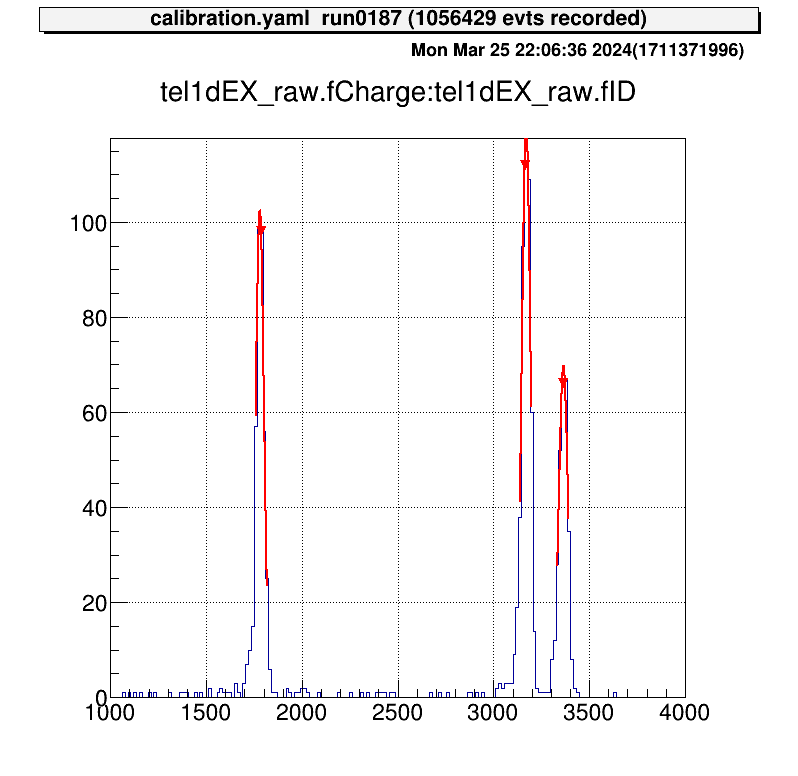 calibration.yaml run0187 (1056429 evts recorded)
Mon Mar 25 22:06:36 2024(1711371996)
tel1dEX_raw.fCharge:tel1dEX_raw.fID
100
80
60
40
20
0
1000 1500 2000 2500 3000 3500 4000